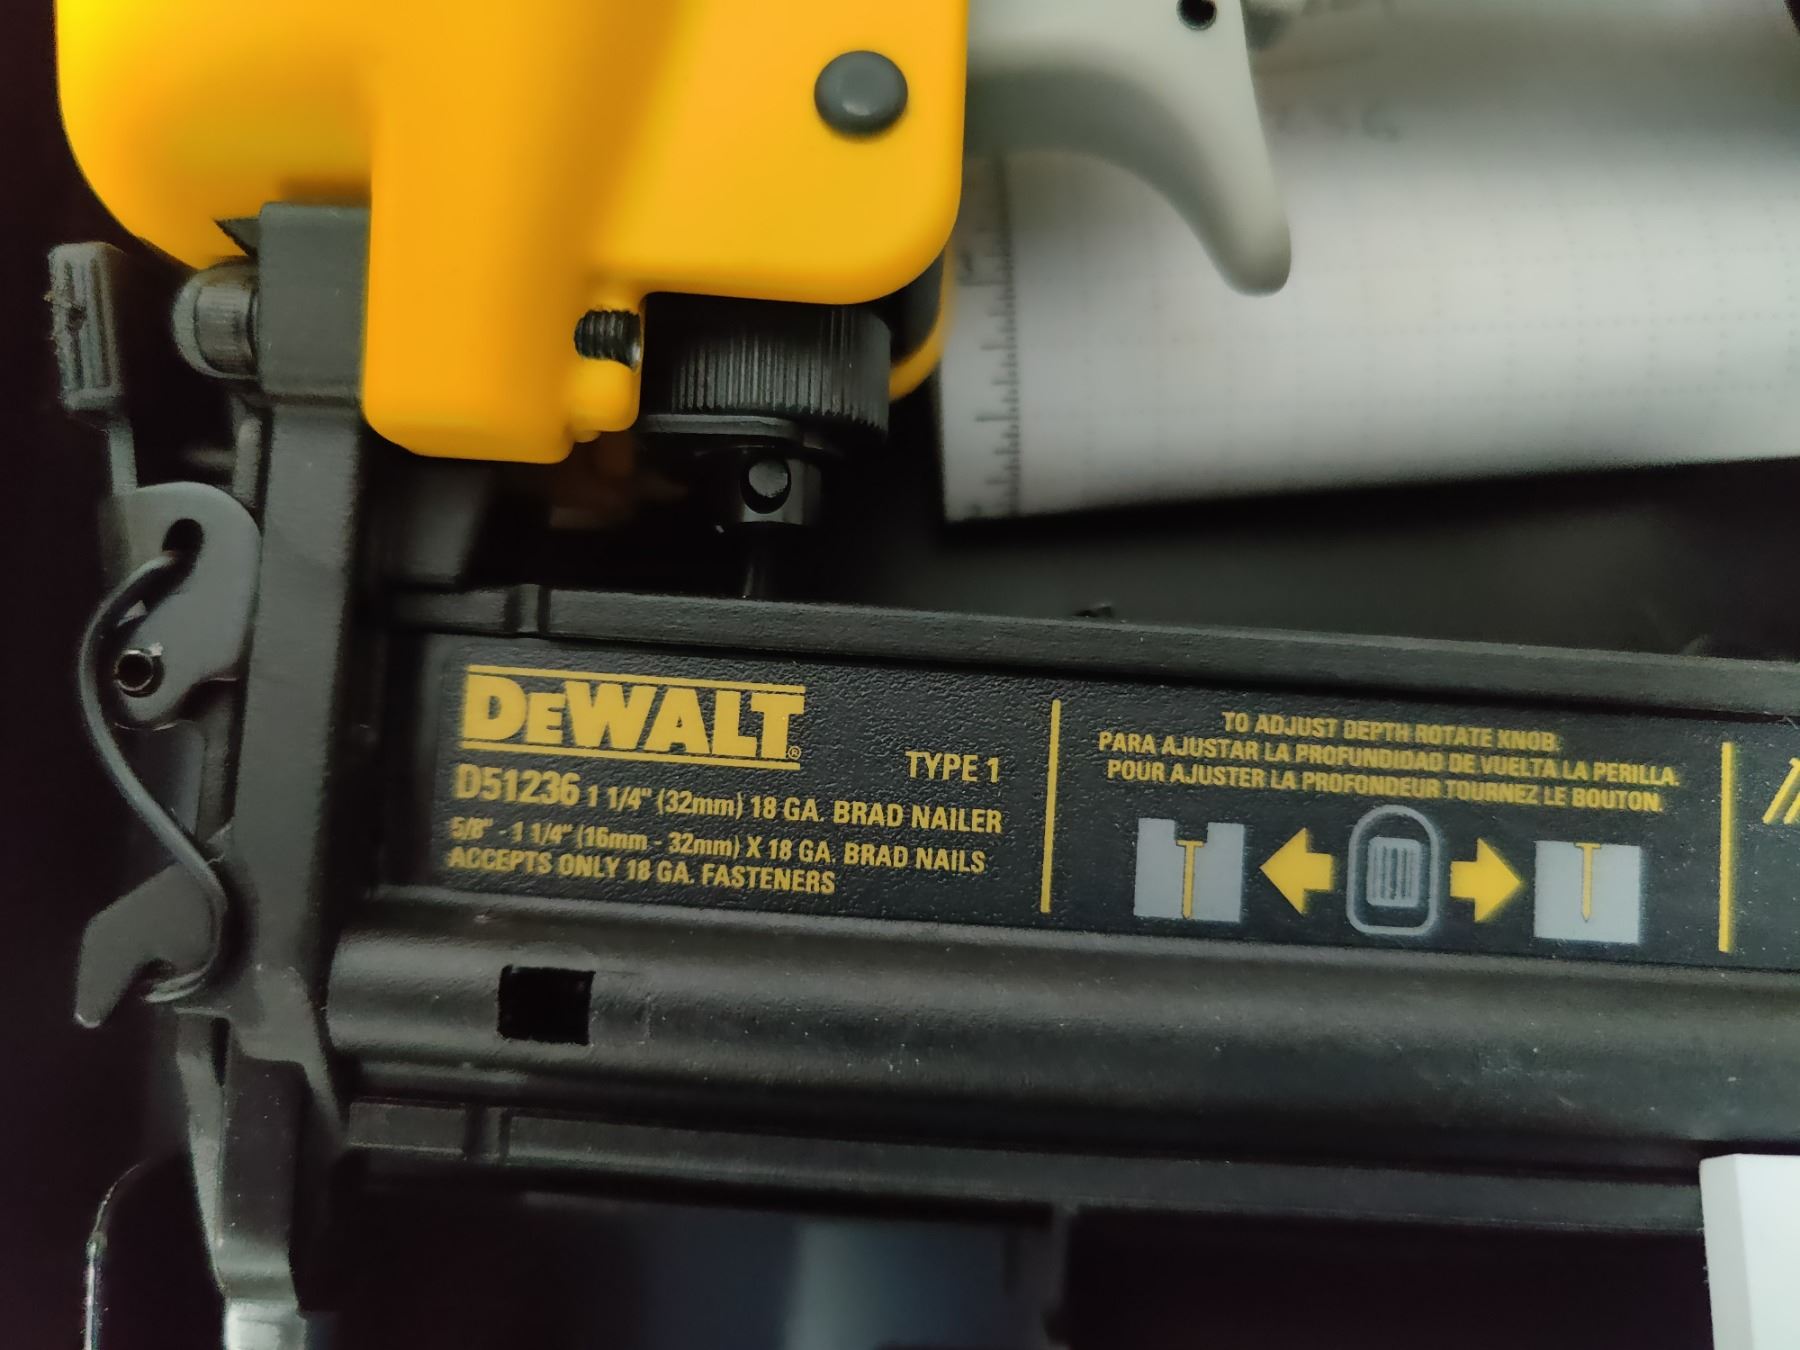 DEWALT®
TYPE 1
D51236 1 1/4" (32mm) 18 GA. BRAD NAILER
5/8" - 1 1/4" (16mm - 32mm) X 18 GA. BRAD NAILS
ACCEPTS ONLY 18 GA. FASTENERS
TO ADJUST DEPTH ROTATE KNOB.
PARA AJUSTAR LA PROFUNDIDAD DE VUELTA LA PERILLA.
POUR AJUSTER LA PROFONDEUR TOURNEZ LE BOUTON.